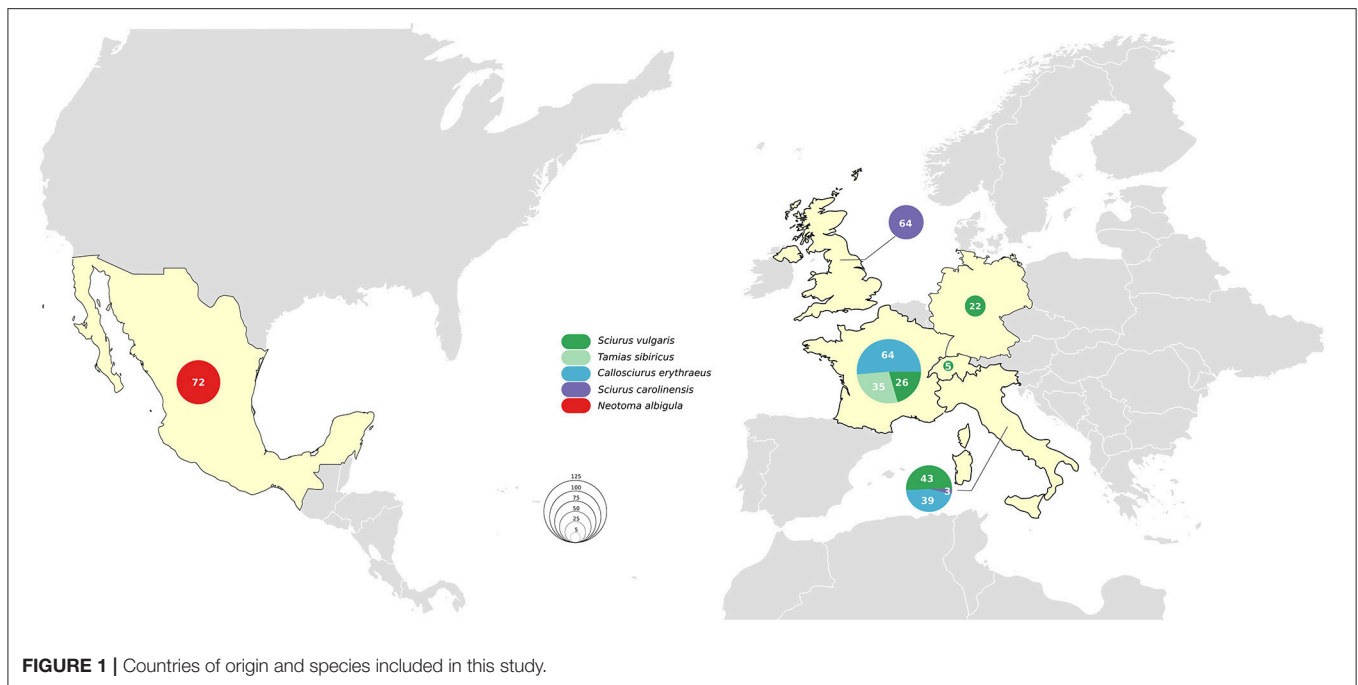 64
22
5
64
35
26
72
43
39
3
Sciurus vulgaris
Tamias sibiricus
Callosciurus erythraeus
Sciurus carolinensis
Neotoma albigula
125
100
75
50
25
5
FIGURE 1 | Countries of origin and species included in this study.